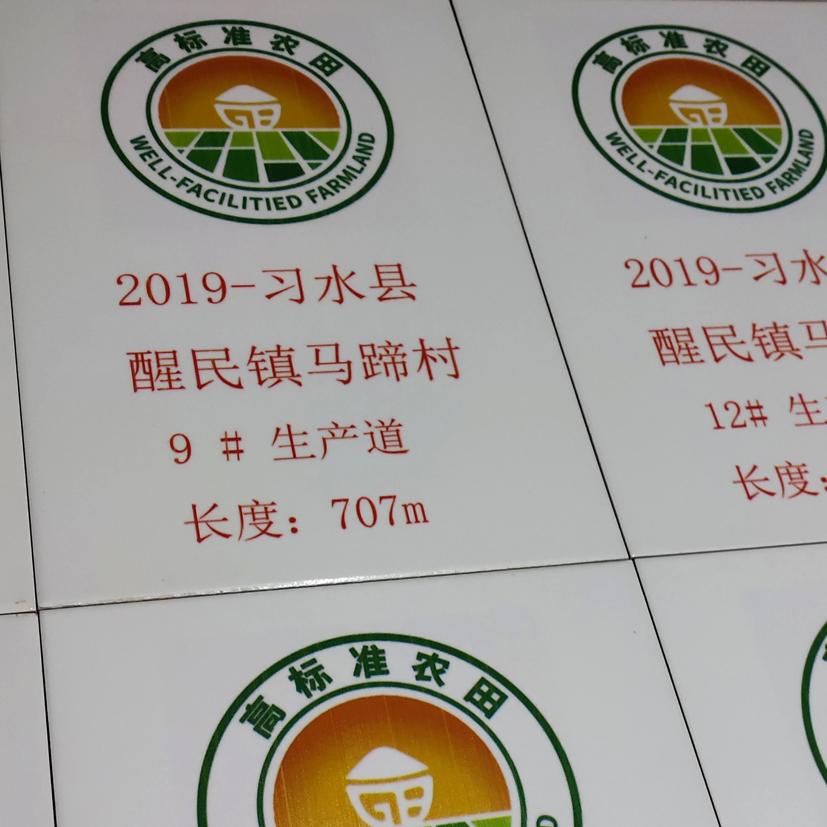 高标准农田
WELL-FACILITIED FARMLAND
2019-习水县
醒民镇马蹄村
9 # 生产道
长度：707m
高标准农田
WELL-FACILITIED FARMLAND
2019-习水
醒民镇马
12# 生
长度：
高标准农田